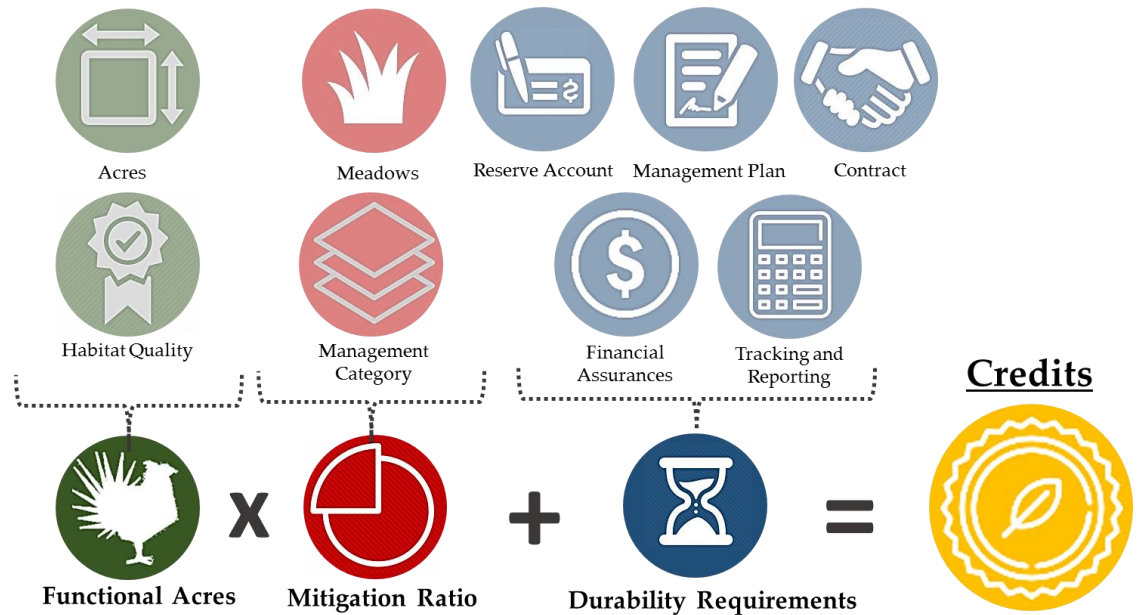 Acres
Meadows
Reserve Account
Management Plan
Contract
$
Habitat Quality
Management
Category
$
Financial
Assurances
Tracking and
Reporting
Credits
X
+
=
Functional Acres
Mitigation Ratio
Durability Requirements